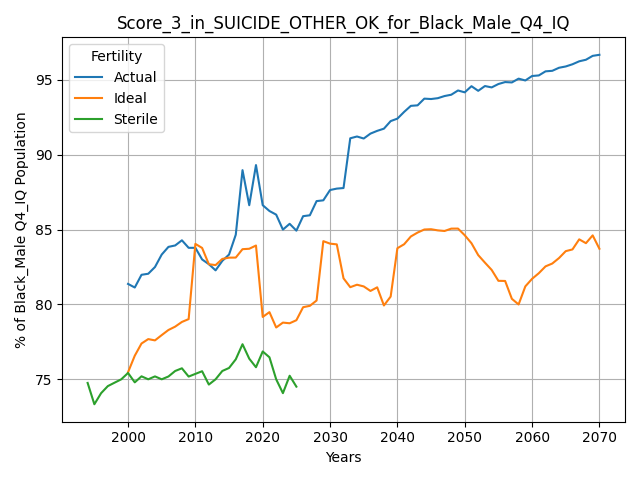 Score_3_in_SUICIDE_OTHER_OK_for_Black_Male_Q4_IQ
Fertility
Actual
Ideal
Sterile
% of Black_Male Q4_IQ Population
95
90
85
80
75
2000
2010
2020
2030
2040
2050
2060
2070
Years